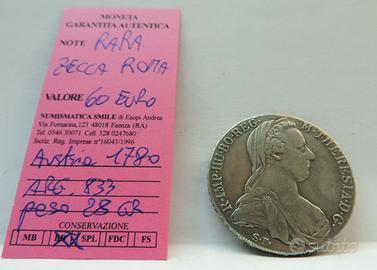 MONETA
GARANTITA AUTENTICA
NOTE RARA
ZECCA ROMA
VALORE 60 EURO
NUMISMATICA SMILE di Esopi Andrea
Via Fornarina,123 48018 Faenza (RA)
Tel. 0546 30071 Cell. 328 0247680
Iscriz. Reg. Imprese n°16043/1996
Austria 1780
ARG. 833
peso 28 GR
CONSERVAZIONE
MB SPL FDC FS
R·IMP·HU·BO·REG· M·THERESIA·D·G·
S·F·
subito